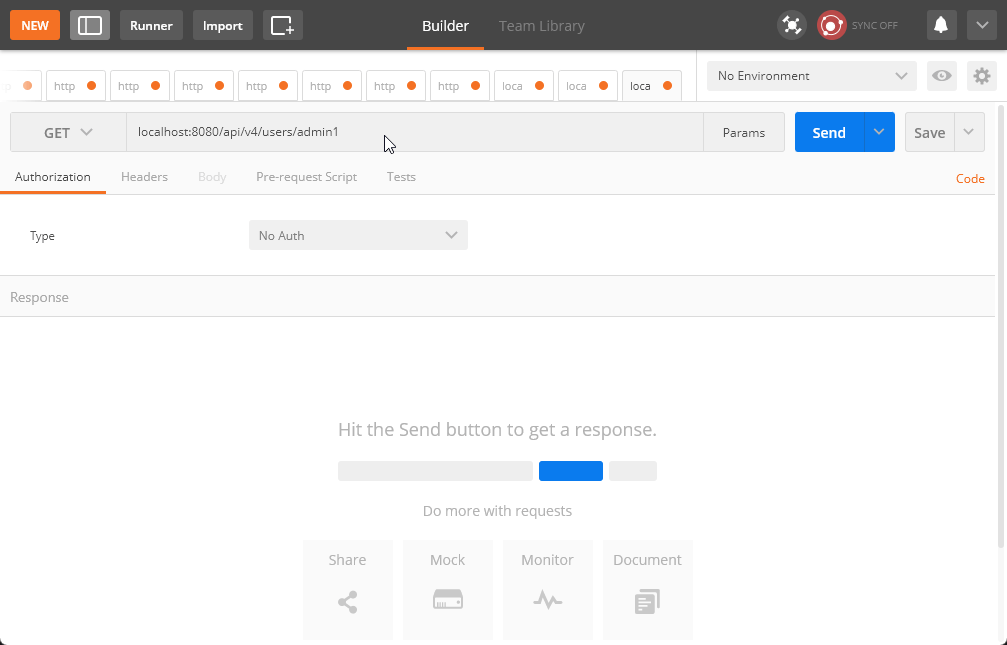 NEW Runner Import Builder Team Library SYNC OFF
http http http http http http http loca loca loca No Environment
GET localhost:8080/api/v4/users/admin1 Params Send Save
Authorization Headers Body Pre-request Script Tests Code
Type No Auth
Response
Hit the Send button to get a response.
Do more with requests
Share Mock Monitor Document